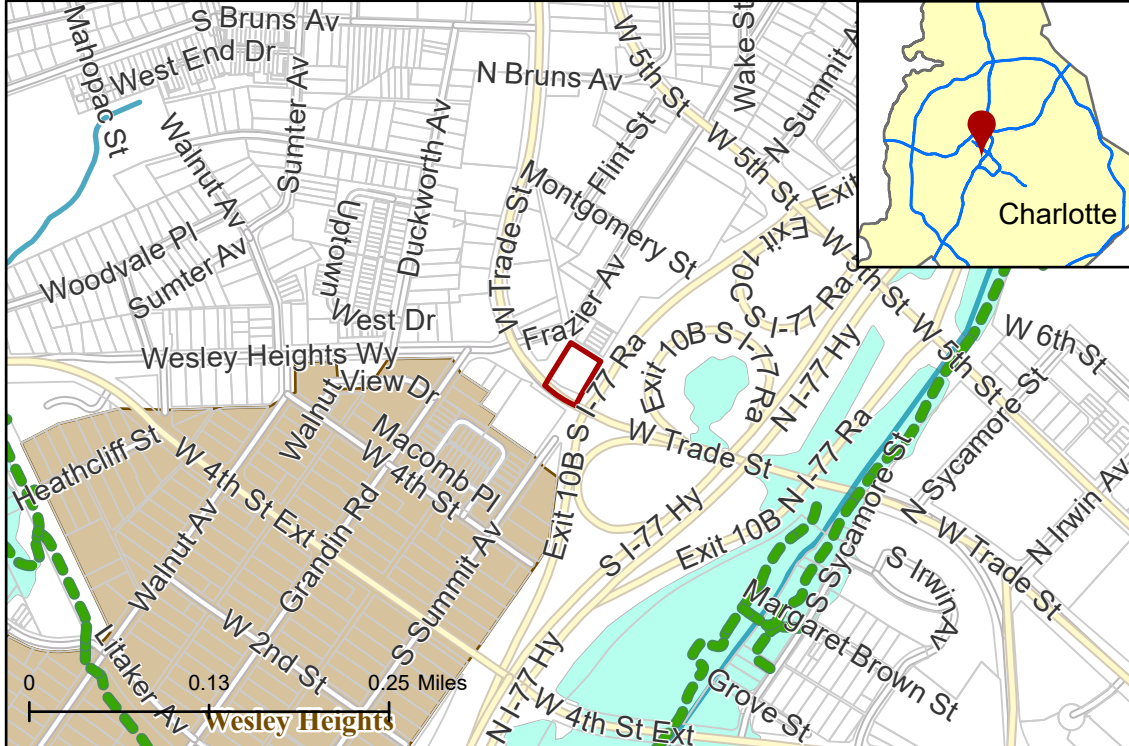 S Bruns Av
West End Dr
Mahopac St
Walnut Av
Sumter Av
Duckworth Av
N Bruns Av
W 5th St
Wake St
N Summit Av
Flint St
W 5th St
Montgomery St
Exit
Exit 10C S I-77 Ra
W 5th St
Charlotte
Woodvale Pl
Sumter Av
Uptown
West Dr
W Trade St
Frazier Av
Wesley Heights Wy
View Dr
Walnut
Exit 10B S I-77 Ra
Exit 10B S I-77 Ra
N I-77 Hy
W 5th St
W 6th St
Heathcliff St
W 4th St Ext
Macomb Pl
W 4th St
Grandin Rd
Walnut Av
W 2nd St
S Summit Av
W Trade St
S I-77 Hy
Exit 10B N I-77 Ra
S Sycamore St
N Sycamore St
N Irwin Av
W Trade St
S Irwin Av
Margaret Brown St
Grove St
Litaker Av
N I-77 Hy
W 4th St Ext
0 0.13 0.25 Miles
Wesley Heights